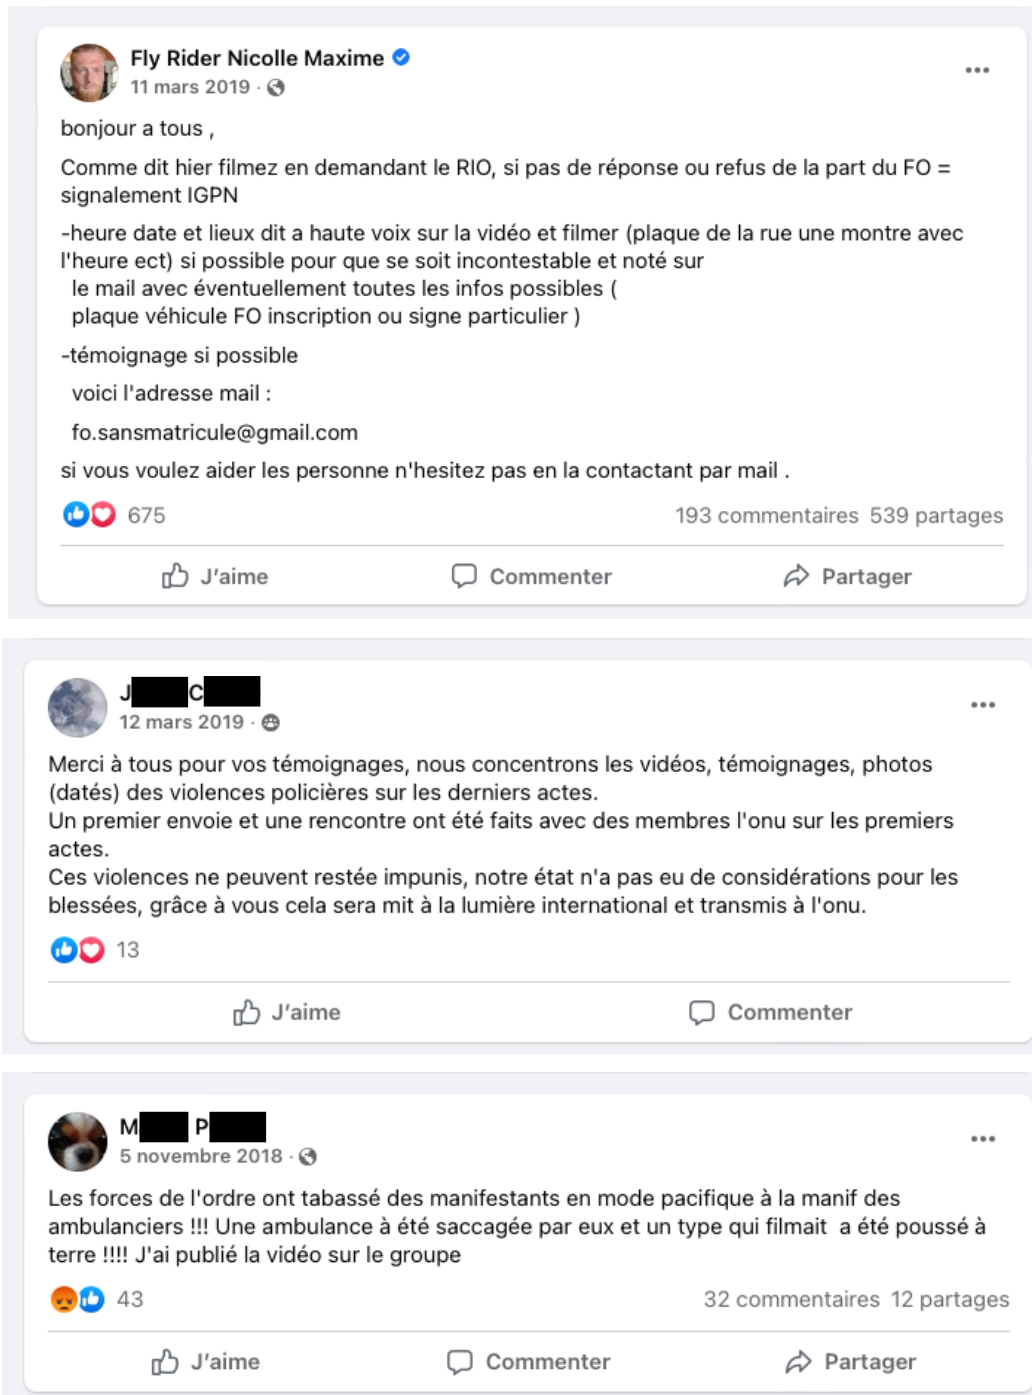 Fly Rider Nicolle Maxime
11 mars 2019 ·
bonjour a tous ,
Comme dit hier filmez en demandant le RIO, si pas de réponse ou refus de la part du FO =
signalement IGPN
-heure date et lieux dit a haute voix sur la vidéo et filmer (plaque de la rue une montre avec
l'heure ect) si possible pour que se soit incontestable et noté sur
le mail avec éventuellement toutes les infos possibles (
plaque véhicule FO inscription ou signe particulier )
-témoignage si possible
voici l'adresse mail :
fo.sansmatricule@gmail.com
si vous voulez aider les personne n'hesitez pas en la contactant par mail .
675
193 commentaires 539 partages
J'aime
Commenter
Partager
J C
12 mars 2019 ·
Merci à tous pour vos témoignages, nous concentrons les vidéos, témoignages, photos
(datés) des violences policières sur les derniers actes.
Un premier envoie et une rencontre ont été faits avec des membres l'onu sur les premiers
actes.
Ces violences ne peuvent restée impunis, notre état n'a pas eu de considérations pour les
blessées, grâce à vous cela sera mit à la lumière international et transmis à l'onu.
13
J'aime
Commenter
M P
5 novembre 2018 ·
Les forces de l'ordre ont tabassé des manifestants en mode pacifique à la manif des
ambulanciers !!! Une ambulance à été saccagée par eux et un type qui filmait a été poussé à
terre !!!! J'ai publié la vidéo sur le groupe
43
32 commentaires 12 partages
J'aime
Commenter
Partager